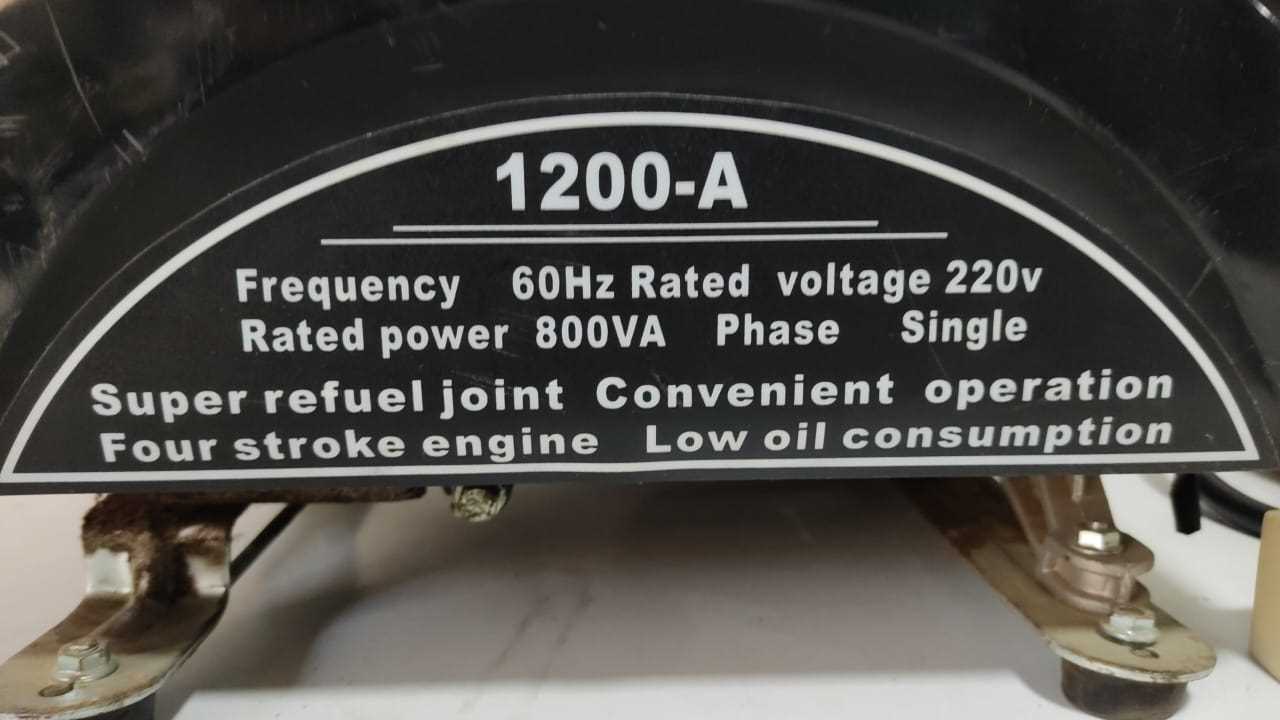 1200-A
Frequency 60Hz Rated voltage 220v
Rated power 800VA Phase Single
Super refuel joint Convenient operation
Four stroke engine Low oil consumption